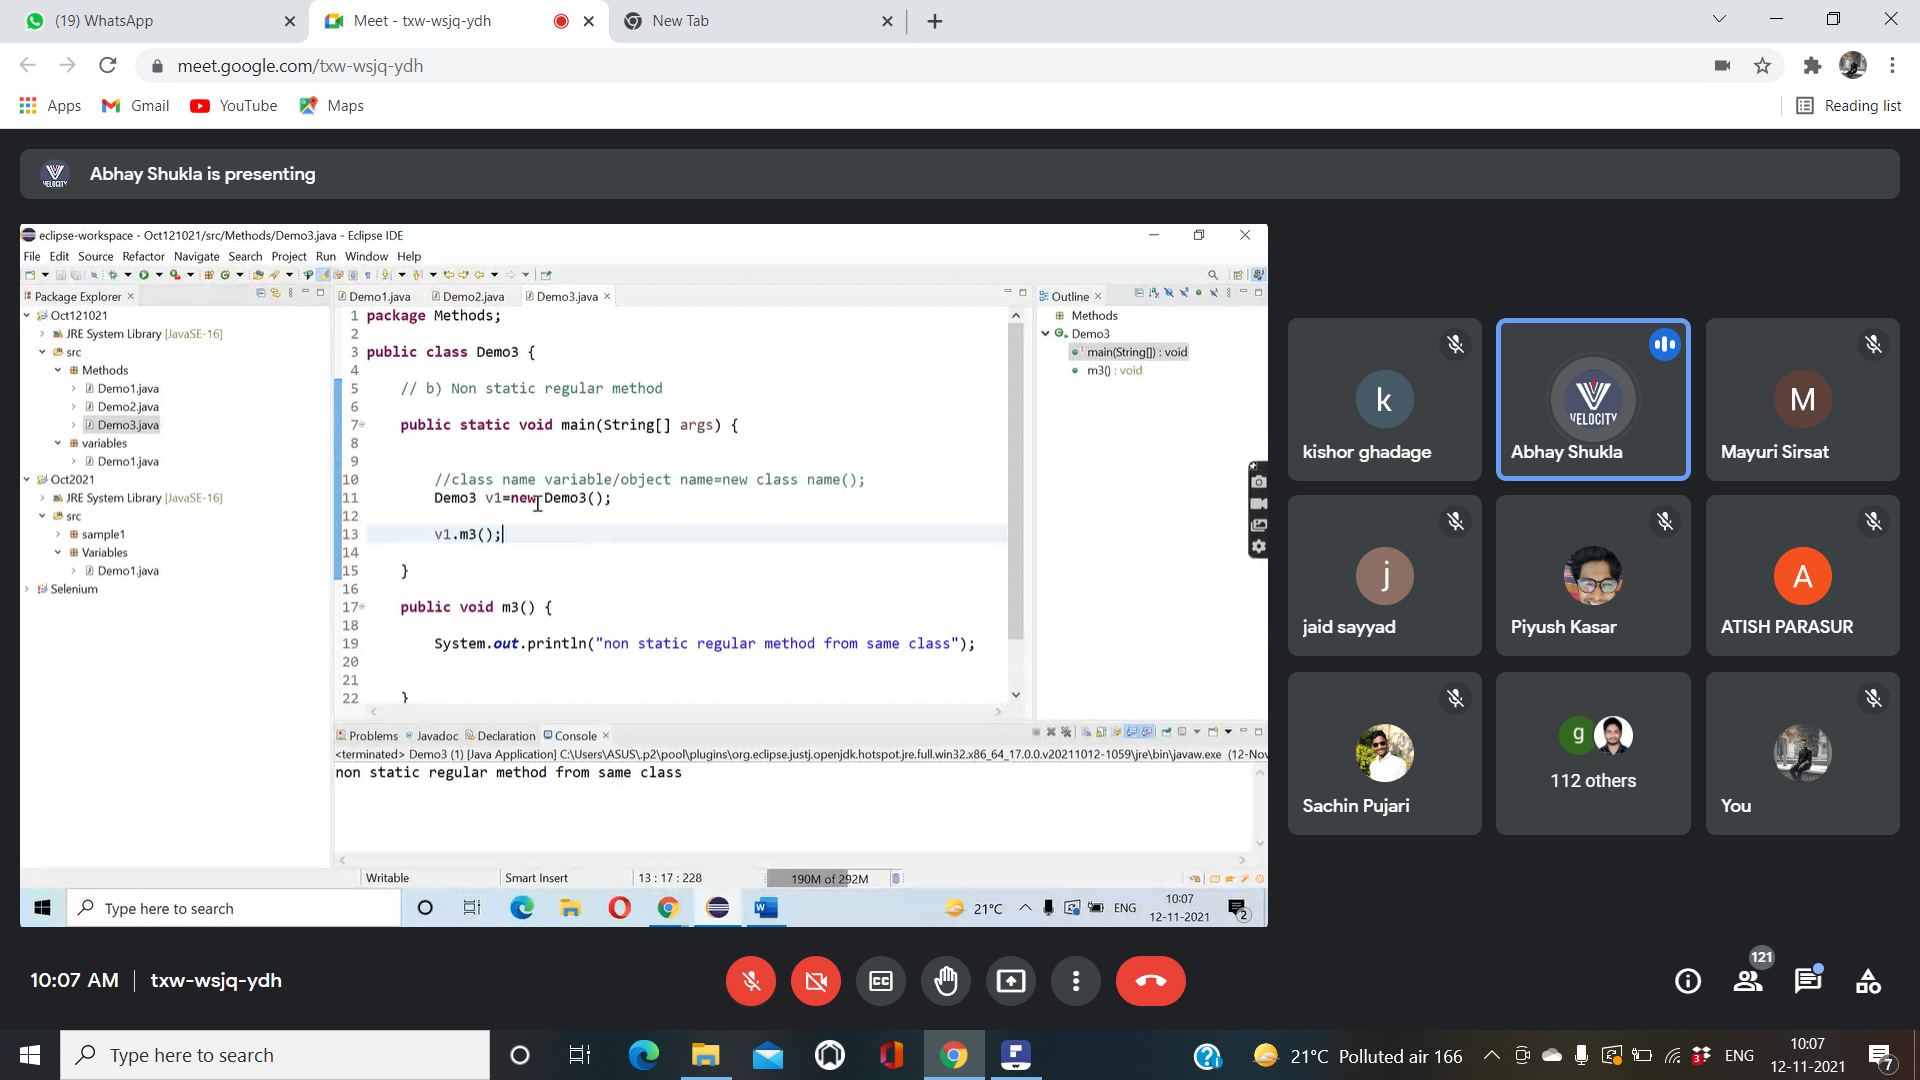 (19) WhatsApp
Meet - txw-wsjq-ydh
New Tab
meet.google.com/txw-wsjq-ydh
Apps
Gmail
YouTube
Maps
Reading list
VELOCITY
Abhay Shukla is presenting
eclipse-workspace - Oct121021/src/Methods/Demo3.java - Eclipse IDE
File Edit Source Refactor Navigate Search Project Run Window Help
Package Explorer
Oct121021
JRE System Library [JavaSE-16]
src
Methods
Demo1.java
Demo2.java
Demo3.java
variables
Demo1.java
Oct2021
JRE System Library [JavaSE-16]
src
sample1
Variables
Demo1.java
Selenium
Demo1.java
Demo2.java
Demo3.java
1 package Methods;
2
3 public class Demo3 {
4
5 // b) Non static regular method
6
7 public static void main(String[] args) {
8
9
10 //class name variable/object name=new class name();
11 Demo3 v1=new Demo3();
12
13 v1.m3();
14
15 }
16
17 public void m3() {
18
19 System.out.println("non static regular method from same class");
20
21
22 }
Outline
Methods
Demo3
main(String[]) : void
m3() : void
Problems
Javadoc
Declaration
Console
<terminated> Demo3 (1) [Java Application] C:\Users\ASUS\.p2\pool\plugins\org.eclipse.justj.openjdk.hotspot.jre.full.win32.x86_64_17.0.0.v20211012-1059\jre\bin\javaw.exe (12-Nov
non static regular method from same class
Writable
Smart Insert
13 : 17 : 228
190M of 292M
Type here to search
21°C
ENG
10:07
12-11-2021
2
k
kishor ghadage
VELOCITY
Abhay Shukla
M
Mayuri Sirsat
j
jaid sayyad
Piyush Kasar
A
ATISH PARASUR
Sachin Pujari
g
112 others
You
10:07 AM
txw-wsjq-ydh
CC
121
Type here to search
21°C Polluted air 166
3
ENG
10:07
12-11-2021
7